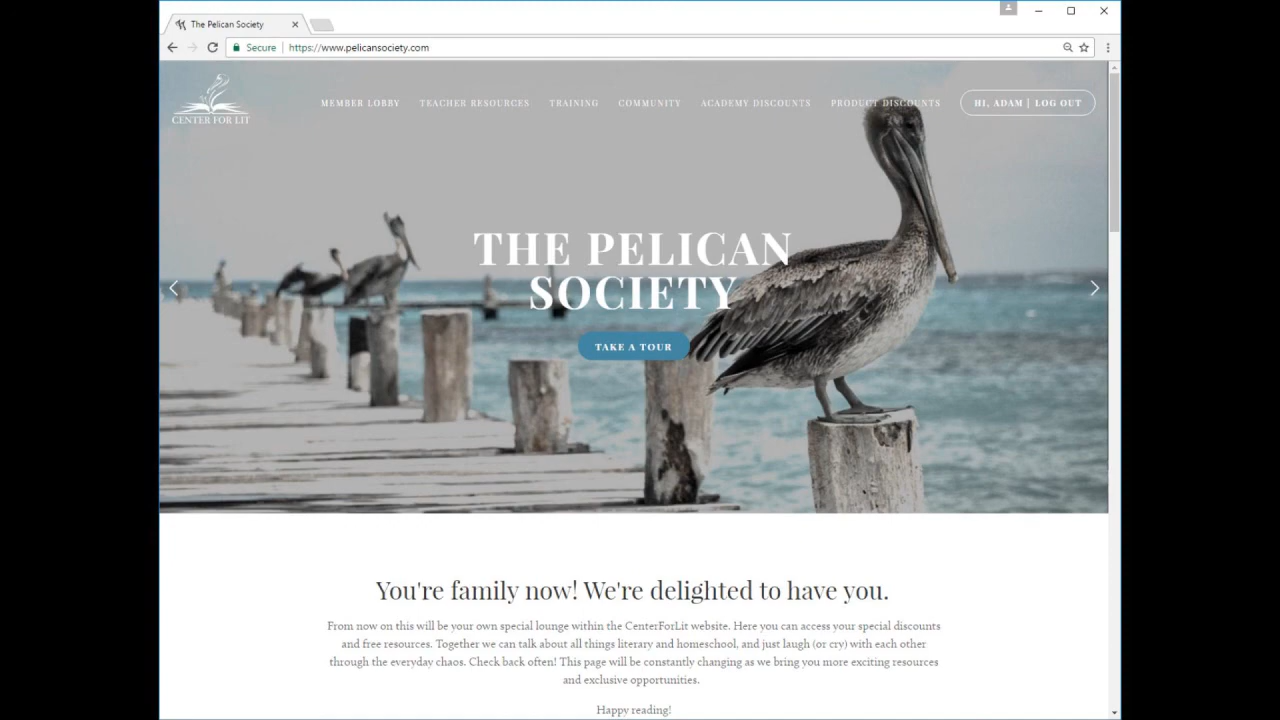 The Pelican Society
Secure https://www.pelicansociety.com
CENTER FOR LIT
MEMBER LOBBY TEACHER RESOURCES TRAINING COMMUNITY ACADEMY DISCOUNTS PRODUCT DISCOUNTS HI, ADAM | LOG OUT
THE PELICAN
SOCIETY
TAKE A TOUR
You're family now! We're delighted to have you.
From now on this will be your own special lounge within the CenterForLit website. Here you can access your special discounts
and free resources. Together we can talk about all things literary and homeschool, and just laugh (or cry) with each other
through the everyday chaos. Check back often! This page will be constantly changing as we bring you more exciting resources
and exclusive opportunities.
Happy reading!